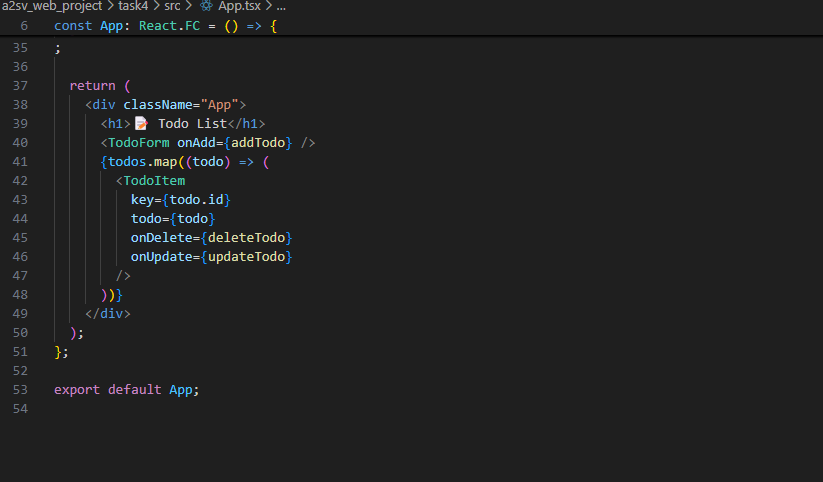 a2sv_web_project > task4 > src > App.tsx > ...
6 const App: React.FC = () => {
35 ;
36
37 return (
38 <div className="App">
39 <h1>📝 Todo List</h1>
40 <TodoForm onAdd={addTodo} />
41 {todos.map((todo) => (
42 <TodoItem
43 key={todo.id}
44 todo={todo}
45 onDelete={deleteTodo}
46 onUpdate={updateTodo}
47 />
48 ))}
49 </div>
50 );
51 };
52
53 export default App;
54